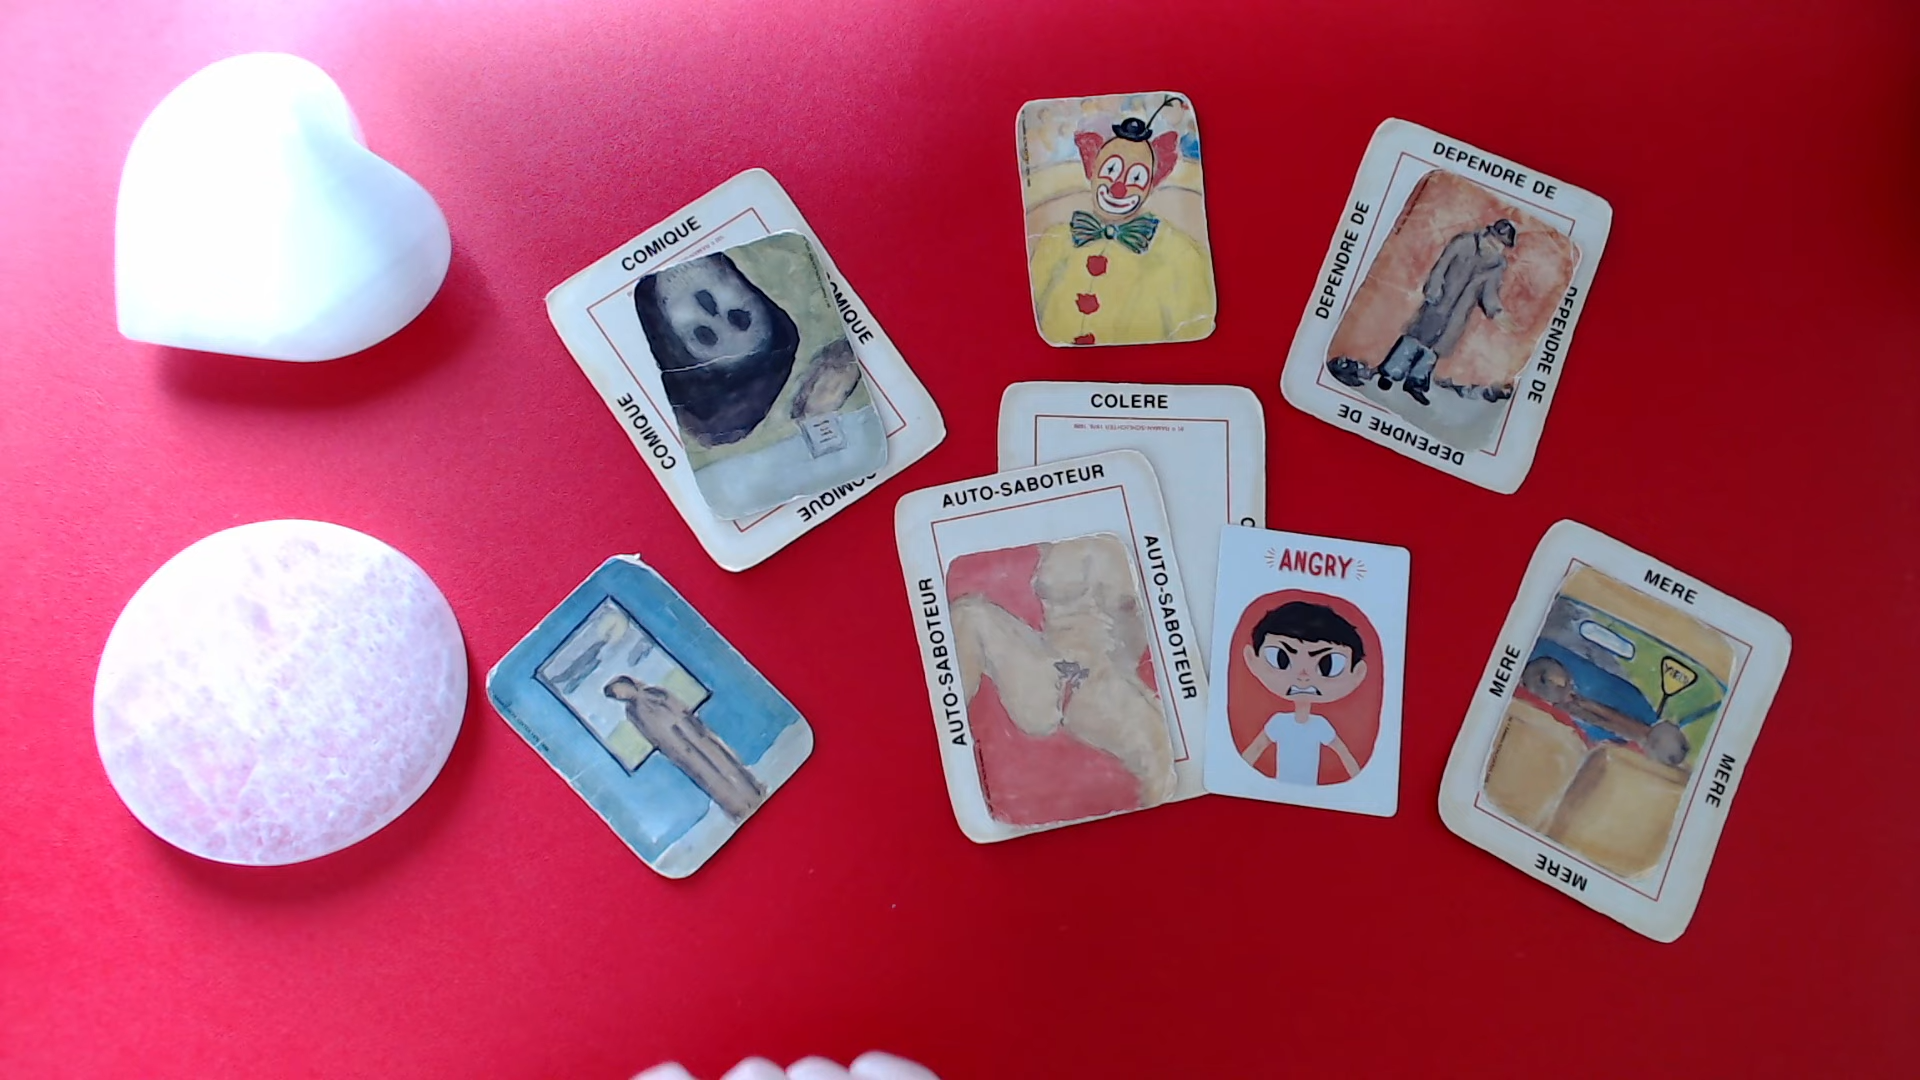 COMIQUE
COMIQUE
COMIQUE
COMIQUE
DEPENDRE DE
DEPENDRE DE
DEPENDRE DE
DEPENDRE DE
COLERE
AUTO-SABOTEUR
AUTO-SABOTEUR
AUTO-SABOTEUR
ANGRY
MERE
MERE
MERE
MERE
YIELD